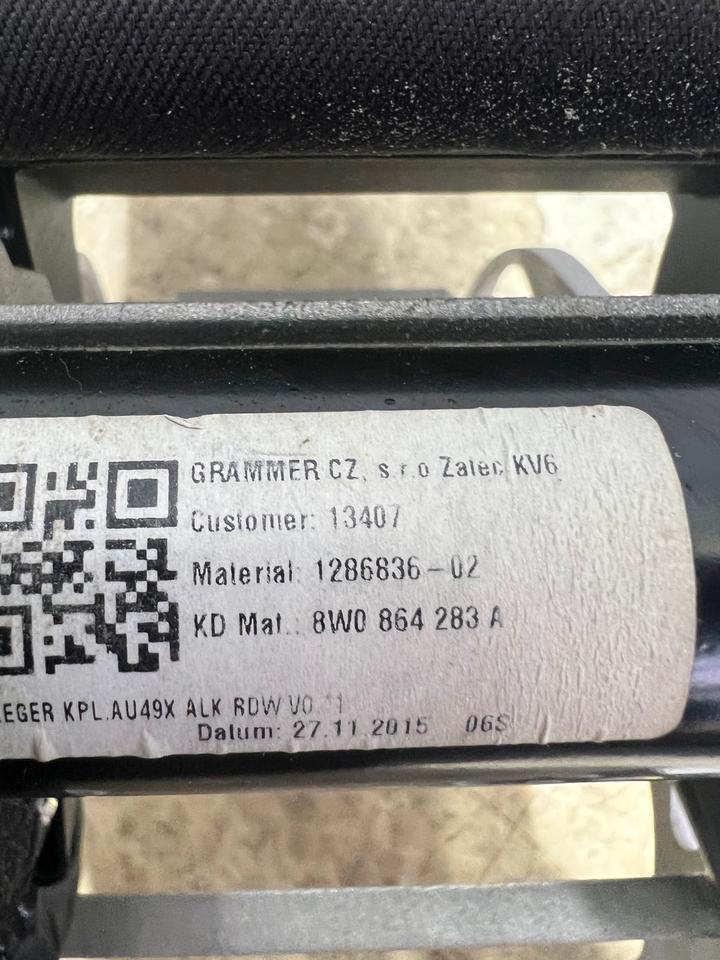 GRAMMER CZ, s.r.o Zatec KV6
Customer: 13407
Material: 1286836-02
KD Mat.: 8W0 864 283 A
EGER KPL.AU49X ALK RDW
Datum: 27.11.2015 06S